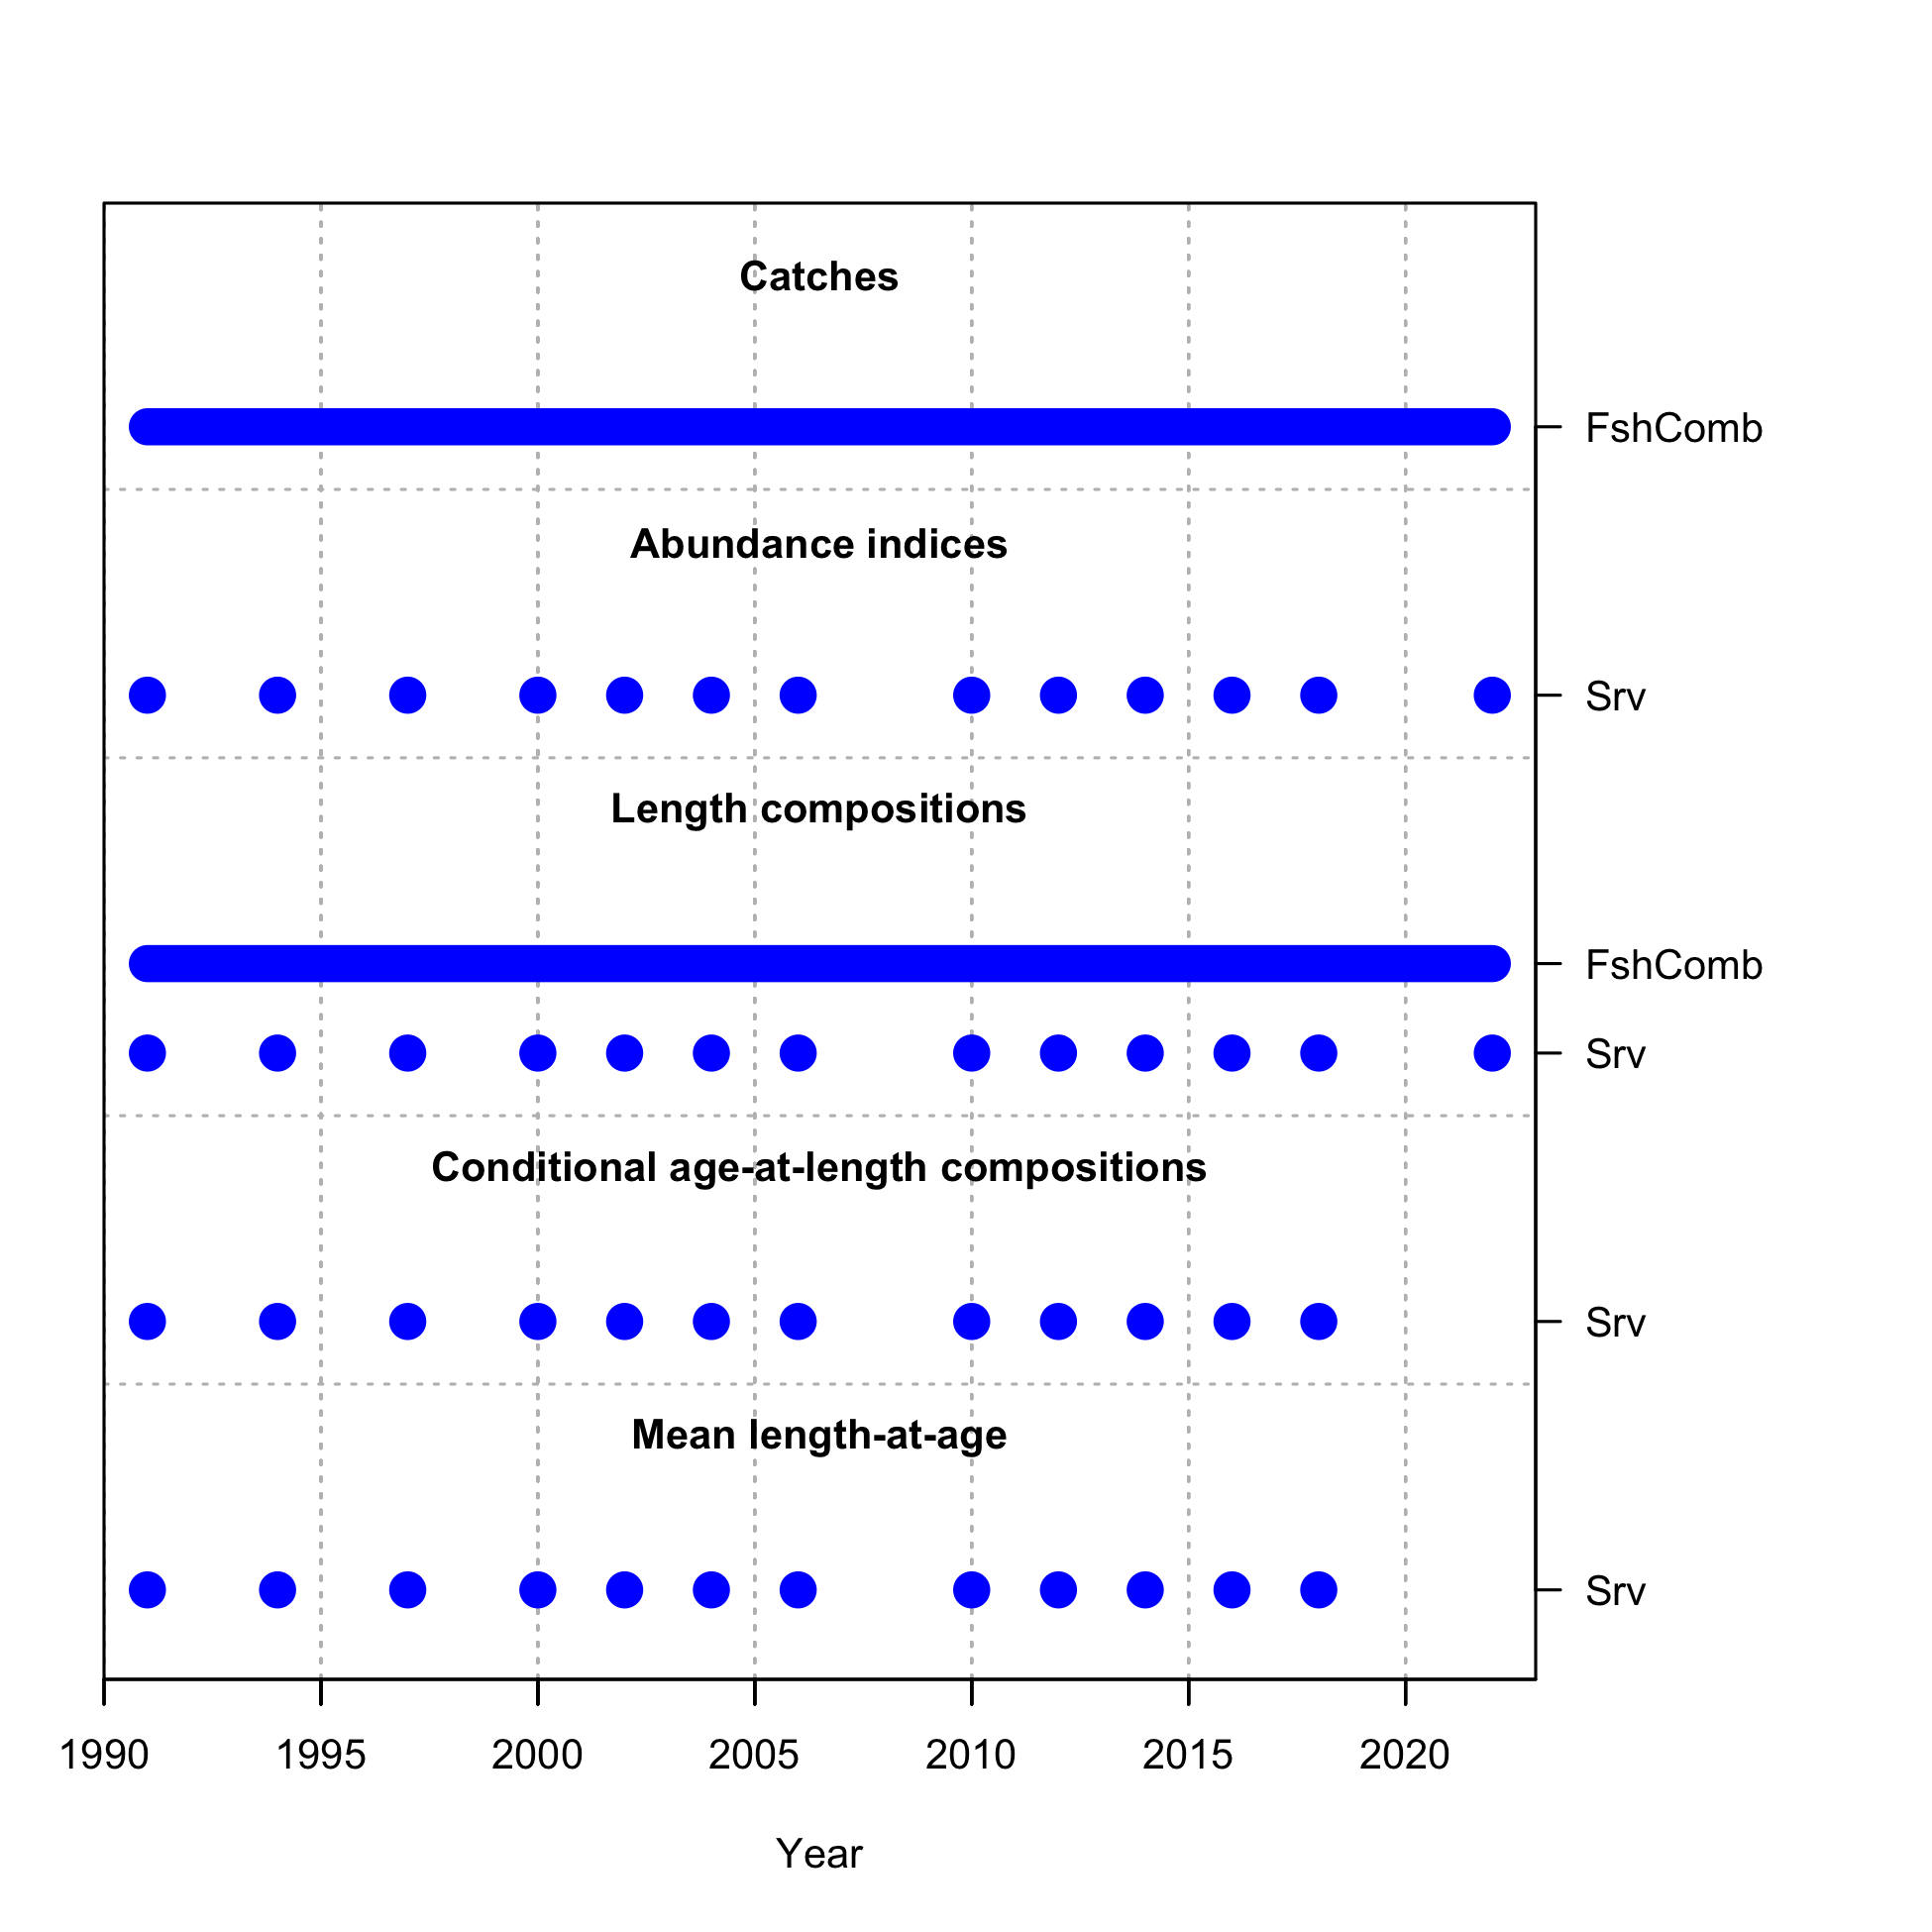 Catches
FshComb
Abundance indices
Srv
Length compositions
FshComb
Srv
Conditional age-at-length compositions
Srv
Mean length-at-age
Srv
1990 1995 2000 2005 2010 2015 2020
Year